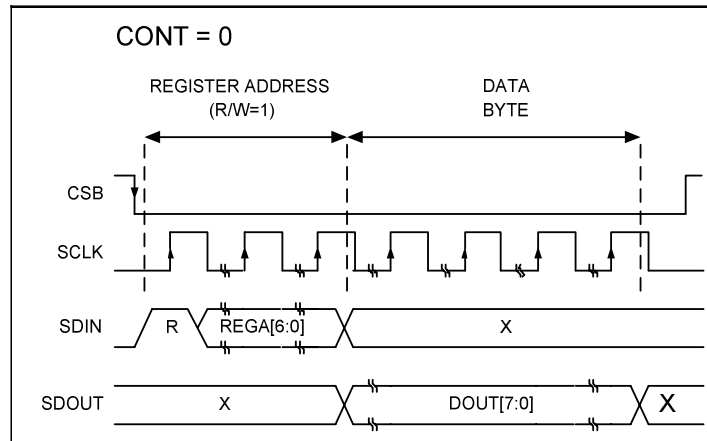 CONT = 0
REGISTER ADDRESS
(R/W=1)
DATA
BYTE
CSB
SCLK
SDIN
R
REGA[6:0]
X
SDOUT
X
DOUT[7:0]
X